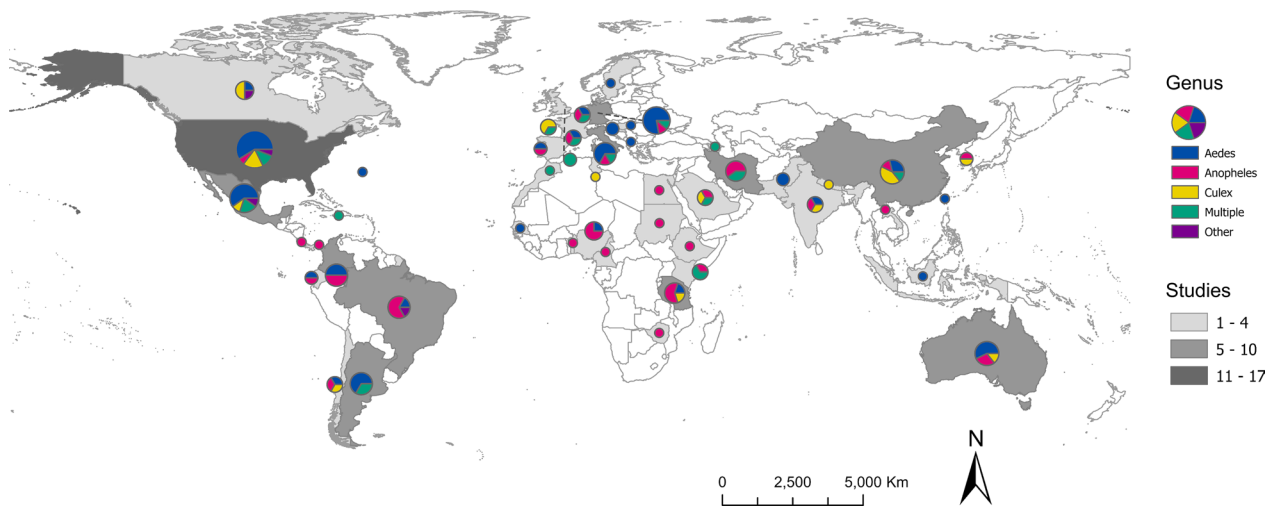 Genus
Aedes
Anopheles
Culex
Multiple
Other
Studies
1 - 4
5 - 10
11 - 17
N
0 2,500 5,000 Km